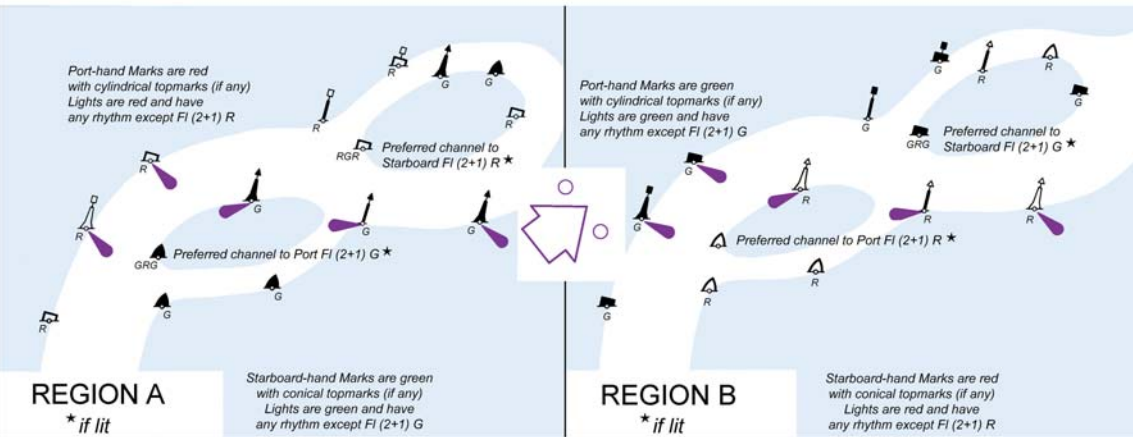 Port-hand Marks are red
with cylindrical topmarks (if any)
Lights are red and have
any rhythm except Fl (2+1) R
R
G
G
R
R
RGR
Preferred channel to
Starboard Fl (2+1) R ★
R
G
G
G
R
GRG
Preferred channel to Port Fl (2+1) G ★
G
G
R
REGION A
★ if lit
Starboard-hand Marks are green
with conical topmarks (if any)
Lights are green and have
any rhythm except Fl (2+1) G
Port-hand Marks are green
with cylindrical topmarks (if any)
Lights are green and have
any rhythm except Fl (2+1) G
G
R
R
G
G
GRG
Preferred channel to
Starboard Fl (2+1) G ★
G
R
R
R
G
Preferred channel to Port Fl (2+1) R ★
R
R
G
REGION B
★ if lit
Starboard-hand Marks are red
with conical topmarks (if any)
Lights are red and have
any rhythm except Fl (2+1) R